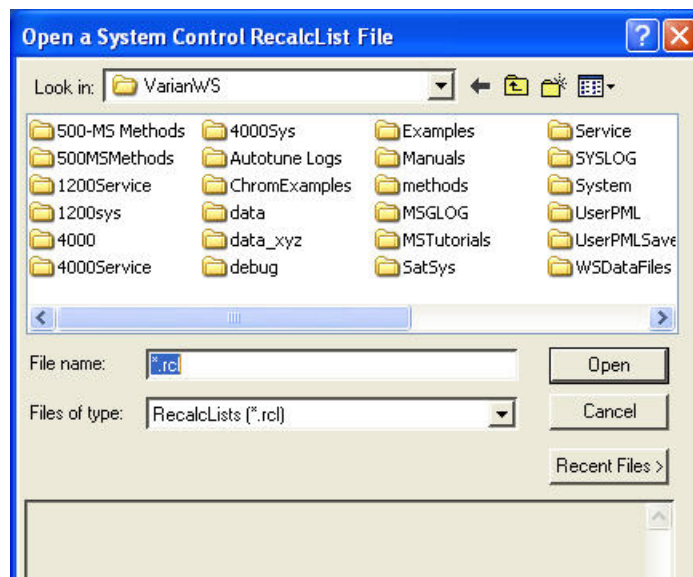 Open a System Control RecalcList File
Look in: VarianWS
500-MS Methods 4000Sys Examples Service
500MSMethods Autotune Logs Manuals SYSLOG
1200Service ChromExamples methods System
1200sys data MSGLOG UserPML
4000 data_xyz MSTutorials UserPMLSave
4000Service debug SatSys WSDataFiles
File name: *.rcl Open
Files of type: RecalcLists (*.rcl) Cancel
Recent Files >